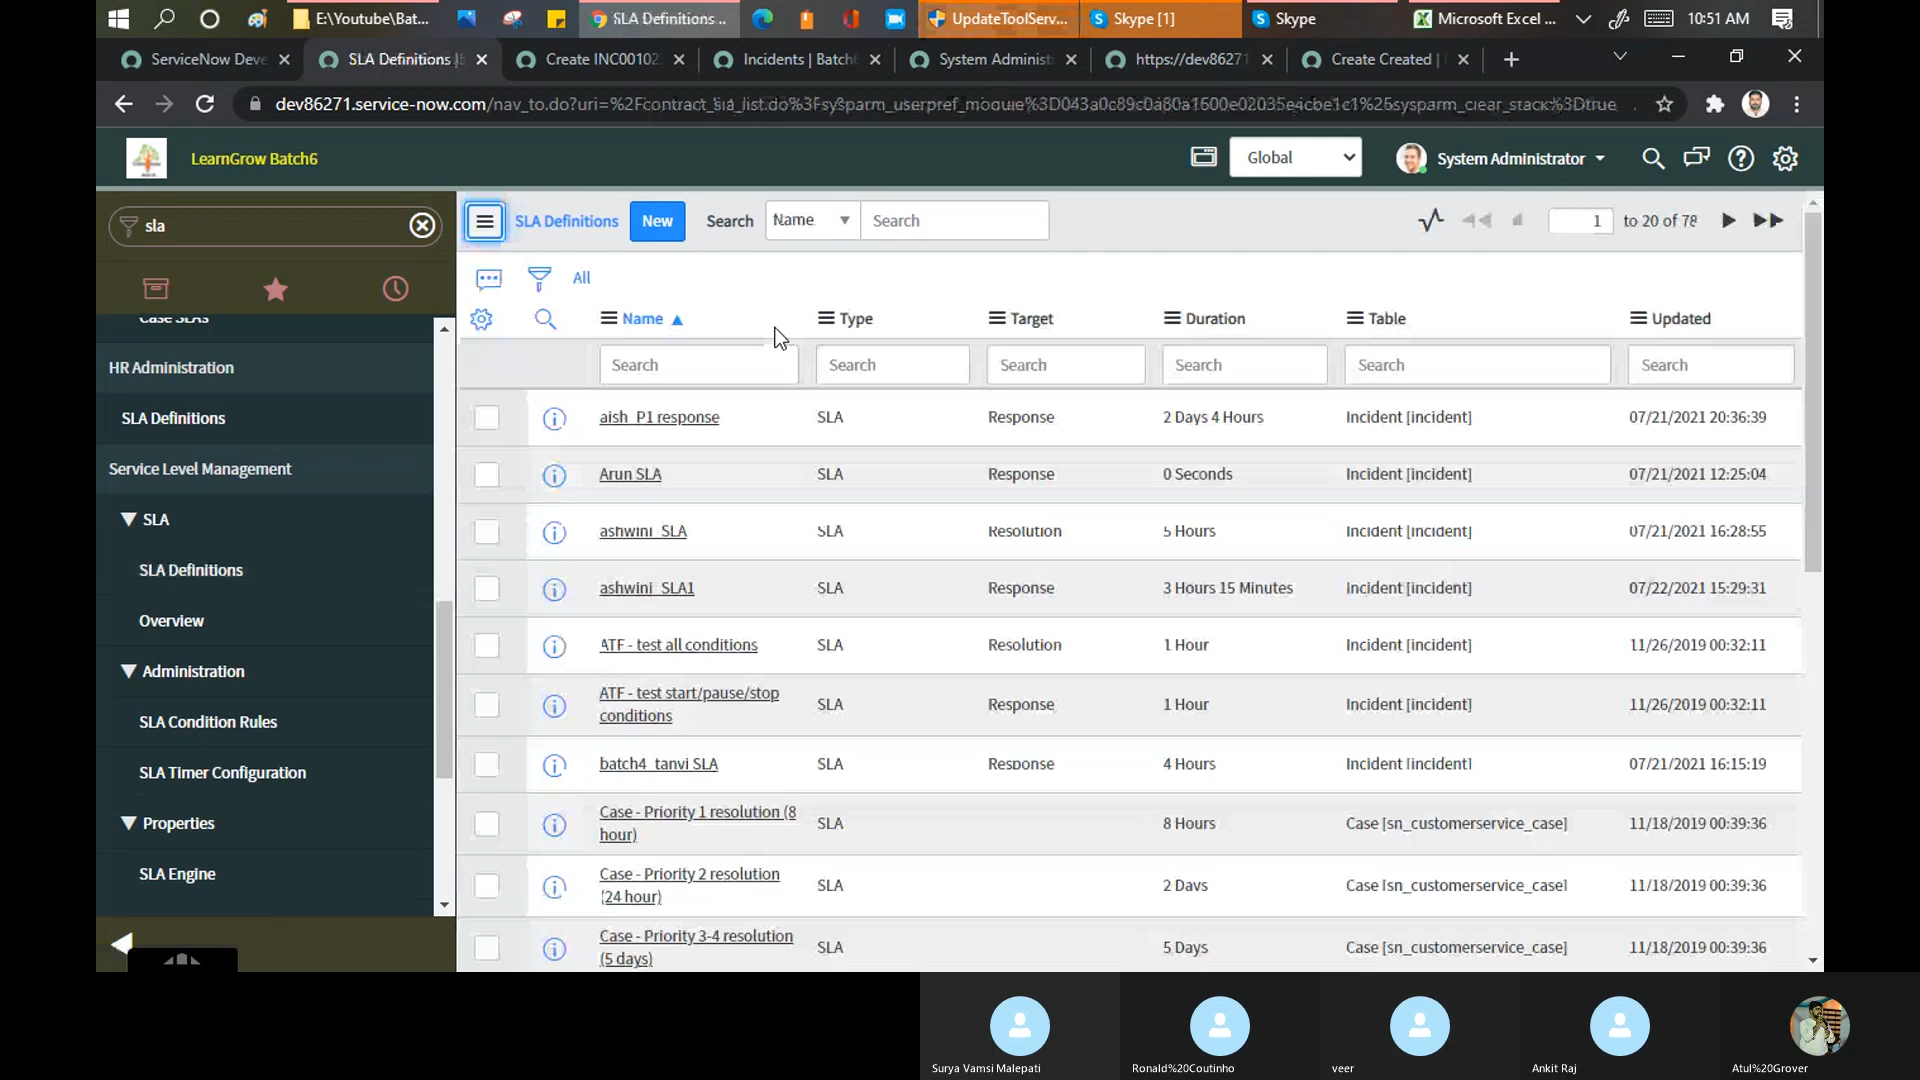 E:\Youtube\Bat...
SLA Definitions ...
UpdateToolServ...
Skype [1]
Skype
Microsoft Excel ...
10:51 AM
ServiceNow Deve
SLA Definitions |
Create INC00102
Incidents | Batch
System Administ
https://dev86271
Create Created |
dev86271.service-now.com/nav_to.do?uri=%2Fcontract_sla_list.do%3Fsysparm_userpref_module%3D043a0c89c0a80a1600e02035e4cbe1c1%26sysparm_clear_stack%3Dtrue
LearnGrow Batch6
Global
System Administrator
sla
SLA Definitions
New
Search
Name
Search
1
to 20 of 78
All
Name
Type
Target
Duration
Table
Updated
Search
Search
Search
Search
Search
Search
Case SLAs
HR Administration
SLA Definitions
Service Level Management
SLA
SLA Definitions
Overview
Administration
SLA Condition Rules
SLA Timer Configuration
Properties
SLA Engine
aish_P1 response SLA Response 2 Days 4 Hours Incident [incident] 07/21/2021 20:36:39
Arun SLA SLA Response 0 Seconds Incident [incident] 07/21/2021 12:25:04
ashwini_SLA SLA Resolution 5 Hours Incident [incident] 07/21/2021 16:28:55
ashwini_SLA1 SLA Response 3 Hours 15 Minutes Incident [incident] 07/22/2021 15:29:31
ATF - test all conditions SLA Resolution 1 Hour Incident [incident] 11/26/2019 00:32:11
ATF - test start/pause/stop
conditions SLA Response 1 Hour Incident [incident] 11/26/2019 00:32:11
batch4_tanvi SLA SLA Response 4 Hours Incident [incident] 07/21/2021 16:15:19
Case - Priority 1 resolution (8
hour) SLA 8 Hours Case [sn_customerservice_case] 11/18/2019 00:39:36
Case - Priority 2 resolution
(24 hour) SLA 2 Days Case [sn_customerservice_case] 11/18/2019 00:39:36
Case - Priority 3-4 resolution
(5 days) SLA 5 Days Case [sn_customerservice_case] 11/18/2019 00:39:36
Surya Vamsi Malepati
Ronald%20Coutinho
veer
Ankit Raj
Atul%20Grover